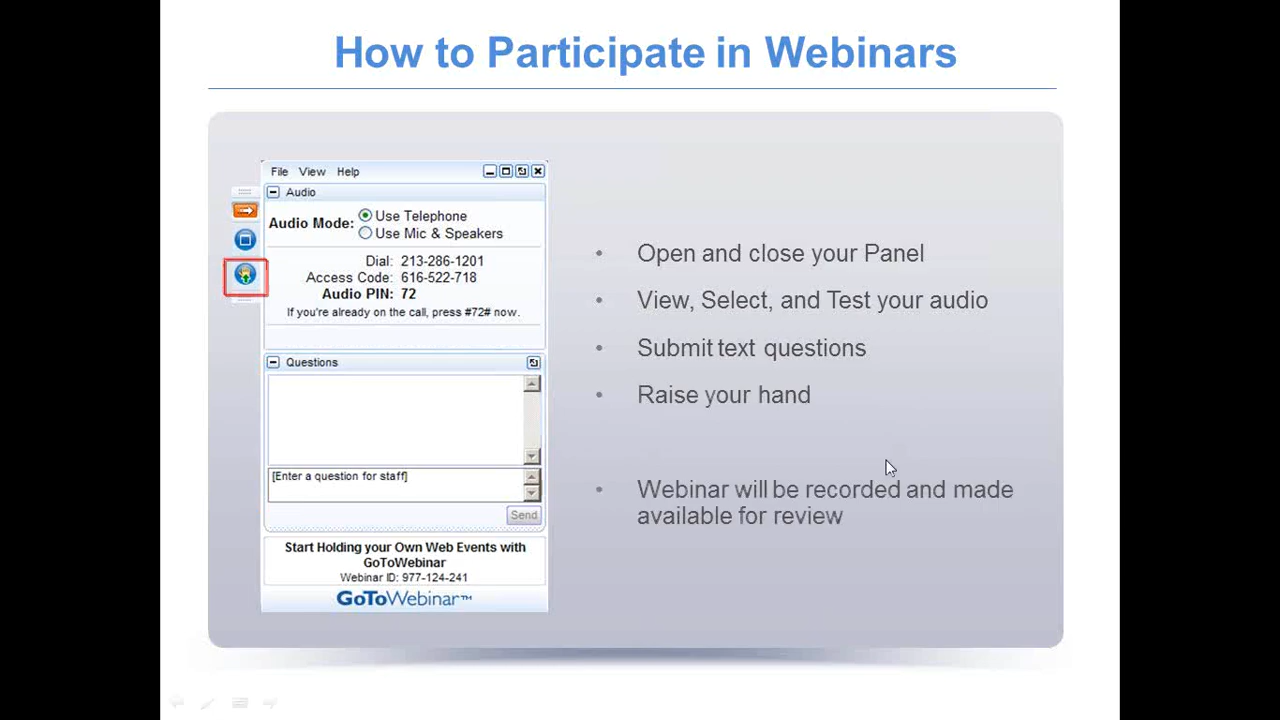 How to Participate in Webinars
File View Help
Audio
Audio Mode: Use Telephone
Use Mic & Speakers
Dial: 213-286-1201
Access Code: 616-522-718
Audio PIN: 72
If you're already on the call, press #72# now.
Questions
[Enter a question for staff]
Send
Start Holding your Own Web Events with
GoToWebinar
Webinar ID: 977-124-241
GoToWebinar™
• Open and close your Panel
• View, Select, and Test your audio
• Submit text questions
• Raise your hand
• Webinar will be recorded and made
available for review